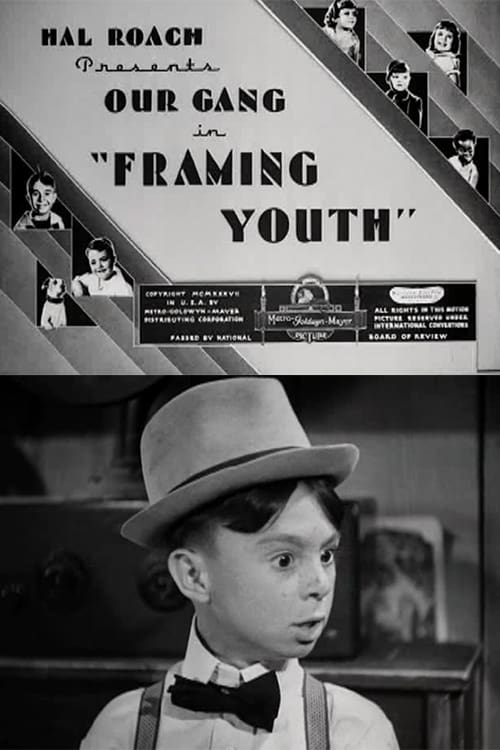 HAL ROACH
Presents
OUR GANG
in
"FRAMING
YOUTH"
COPYRIGHT MCMXXXVII
IN U.S.A. BY
METRO-GOLDWYN-MAYER
DISTRIBUTING CORPORATION
PASSED BY NATIONAL
Metro-Goldwyn-Mayer
PICTURE
ALL RIGHTS IN THIS MOTION
PICTURE RESERVED UNDER
INTERNATIONAL CONVENTIONS
BOARD OF REVIEW